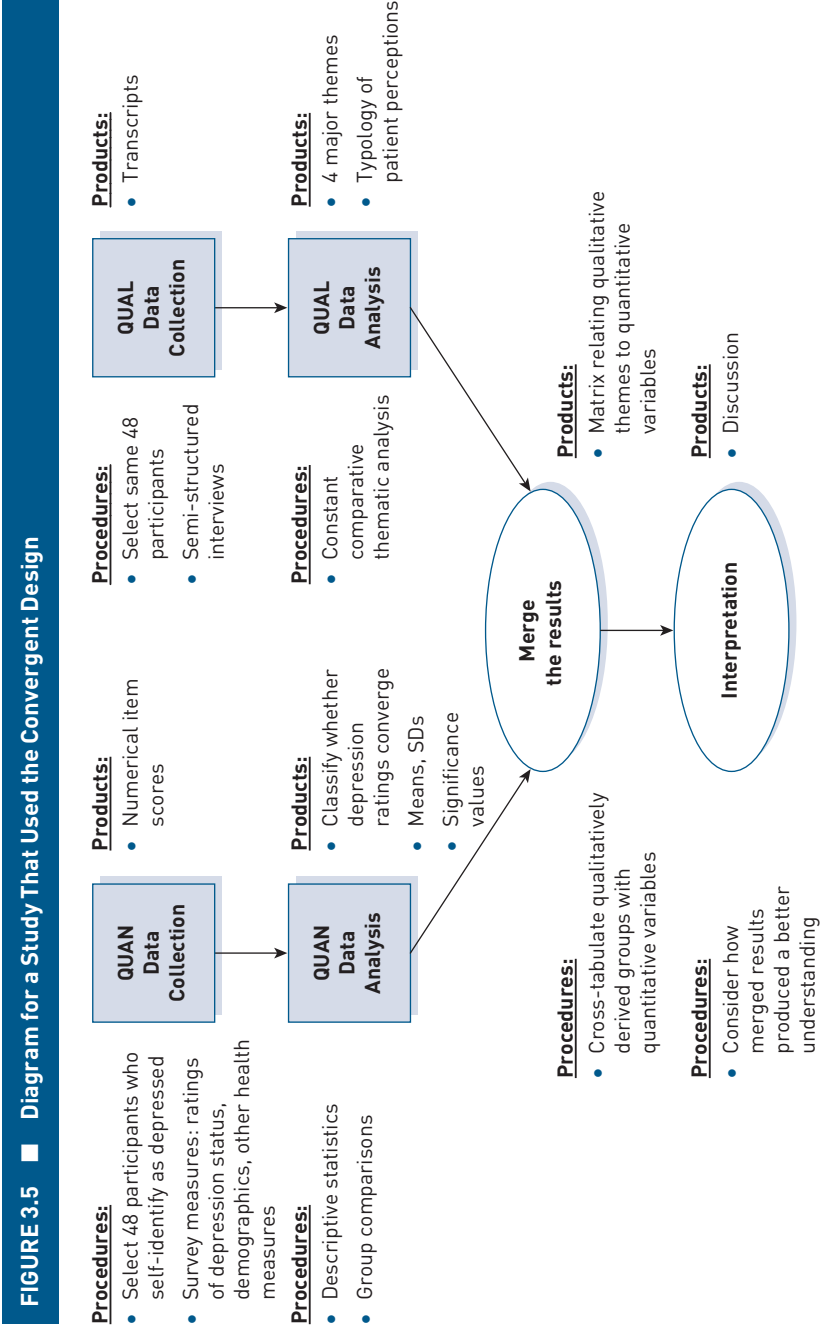 FIGURE 3.5 ■ Diagram for a Study That Used the Convergent Design
Procedures:
• Select 48 participants who
self-identify as depressed
• Survey measures: ratings
of depression status,
demographics, other health
measures
QUAN
Data
Collection
Products:
• Numerical item
scores
Procedures:
• Select same 48
participants
• Semi-structured
interviews
QUAL
Data
Collection
Products:
• Transcripts
Procedures:
• Descriptive statistics
• Group comparisons
QUAN
Data
Analysis
Products:
• Classify whether
depression
ratings converge
• Means, SDs
• Significance
values
Procedures:
• Constant
comparative
thematic analysis
QUAL
Data
Analysis
Products:
• 4 major themes
• Typology of
patient perceptions
Procedures:
• Cross-tabulate qualitatively
derived groups with
quantitative variables
Merge
the results
Products:
• Matrix relating qualitative
themes to quantitative
variables
Procedures:
• Consider how
merged results
produced a better
understanding
Interpretation
Products:
• Discussion